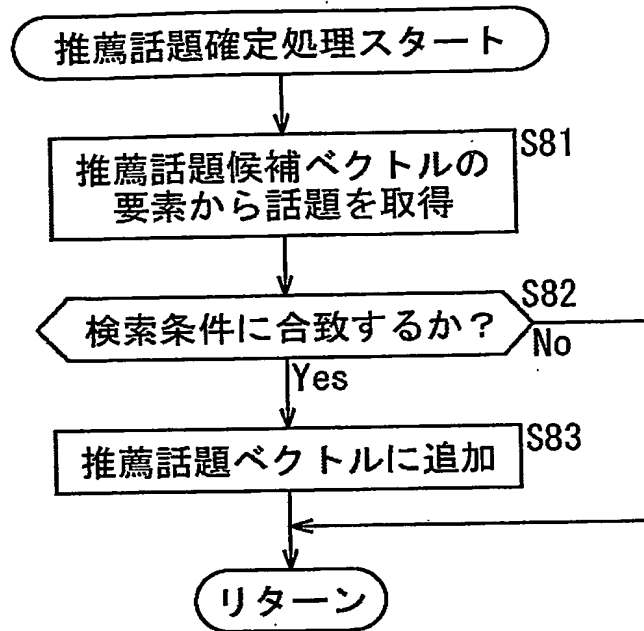 推薦話題確定処理スタート
S81
推薦話題候補ベクトルの
要素から話題を取得
S82
検索条件に合致するか？
No
Yes
S83
推薦話題ベクトルに追加
リターン